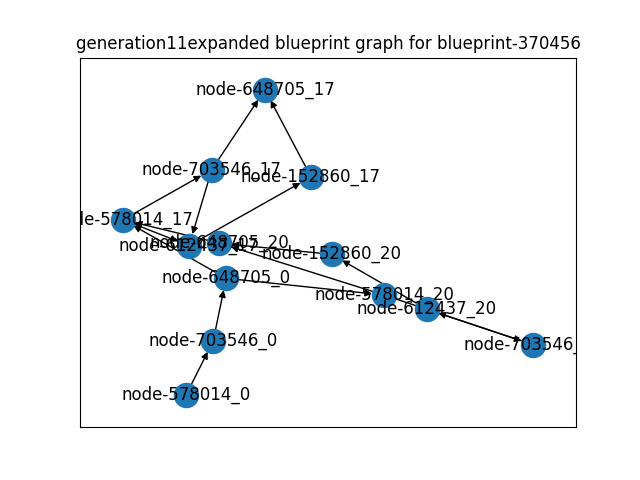 generation11expanded blueprint graph for blueprint-370456
node-648705_17
node-703546_17
node-152860_17
de-578014_17
node-612437_17
node-648705_20
node-152860_20
node-648705_0
node-578014_20
node-612437_20
node-703546_0
node-703546_
node-578014_0